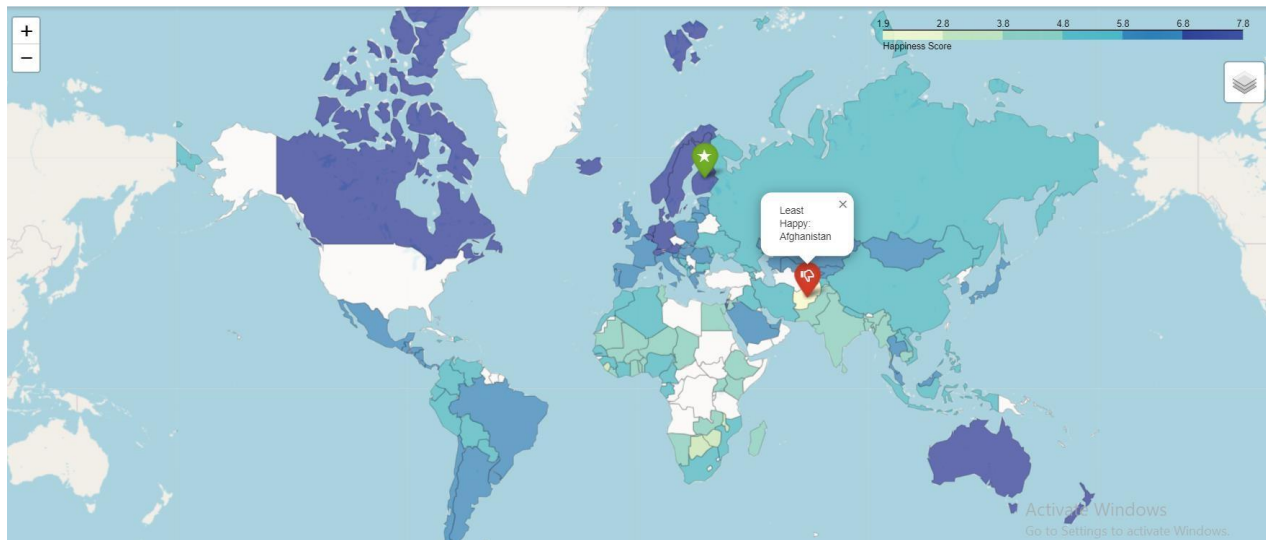 +
−
1.9 2.8 3.8 4.8 5.8 6.8 7.8
Happiness Score
Least
Happy:
Afghanistan
Activate Windows
Go to Settings to activate Windows.